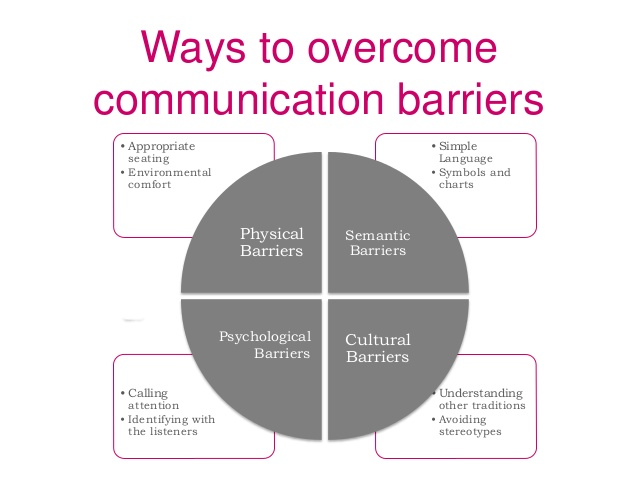 Ways to overcome
communication barriers
• Appropriate
seating
• Environmental
comfort
• Simple
Language
• Symbols and
charts
Physical
Barriers
Semantic
Barriers
Psychological
Barriers
Cultural
Barriers
• Calling
attention
• Identifying with
the listeners
• Understanding
other traditions
• Avoiding
stereotypes